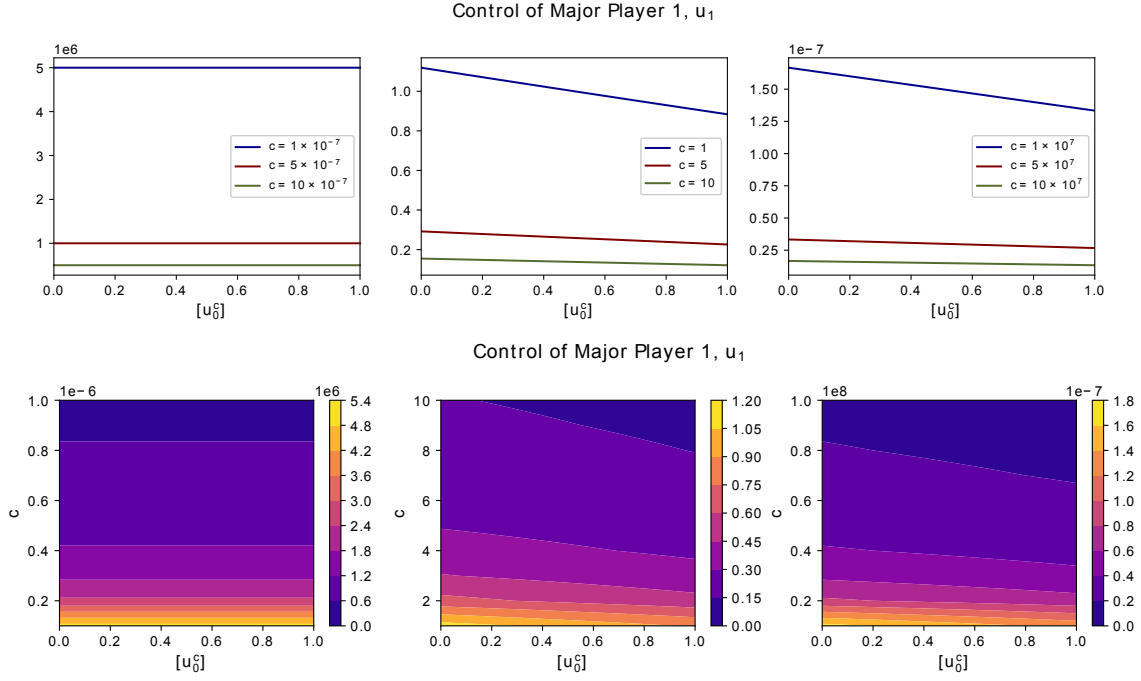 Control of Major Player 1, u₁
1e6
5
4
3
2
1
c = 1 × 10⁻⁷
c = 5 × 10⁻⁷
c = 10 × 10⁻⁷
0.0 0.2 0.4 0.6 0.8 1.0
[u₀ᶜ]
1.0
0.8
0.6
0.4
0.2
c = 1
c = 5
c = 10
0.0 0.2 0.4 0.6 0.8 1.0
[u₀ᶜ]
1e−7
1.50
1.25
1.00
0.75
0.50
0.25
c = 1 × 10⁷
c = 5 × 10⁷
c = 10 × 10⁷
0.0 0.2 0.4 0.6 0.8 1.0
[u₀ᶜ]
Control of Major Player 1, u₁
1e−6
1.0
0.8
0.6
0.4
0.2
c
0.0 0.2 0.4 0.6 0.8 1.0
[u₀ᶜ]
1e6
5.4
4.8
4.2
3.6
3.0
2.4
1.8
1.2
0.6
0.0
10
8
6
4
2
c
0.0 0.2 0.4 0.6 0.8 1.0
[u₀ᶜ]
1.20
1.05
0.90
0.75
0.60
0.45
0.30
0.15
0.00
1e8
1.0
0.8
0.6
0.4
0.2
c
0.0 0.2 0.4 0.6 0.8 1.0
[u₀ᶜ]
1e−7
1.8
1.6
1.4
1.2
1.0
0.8
0.6
0.4
0.2
0.0